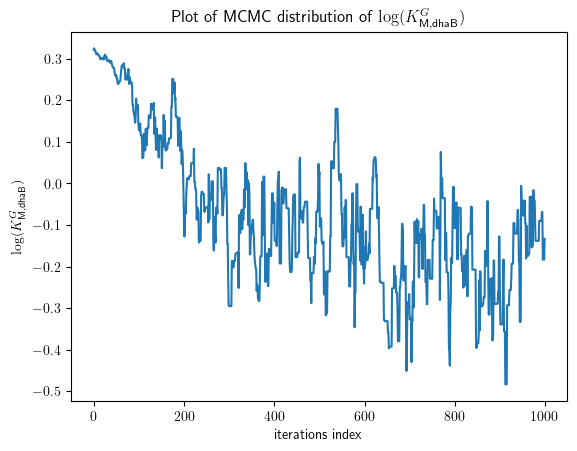 Plot of MCMC distribution of log(K^G_{M,dhaB})
log(K^G_{M,dhaB})
0.3
0.2
0.1
0.0
−0.1
−0.2
−0.3
−0.4
−0.5
0 200 400 600 800 1000
iterations index